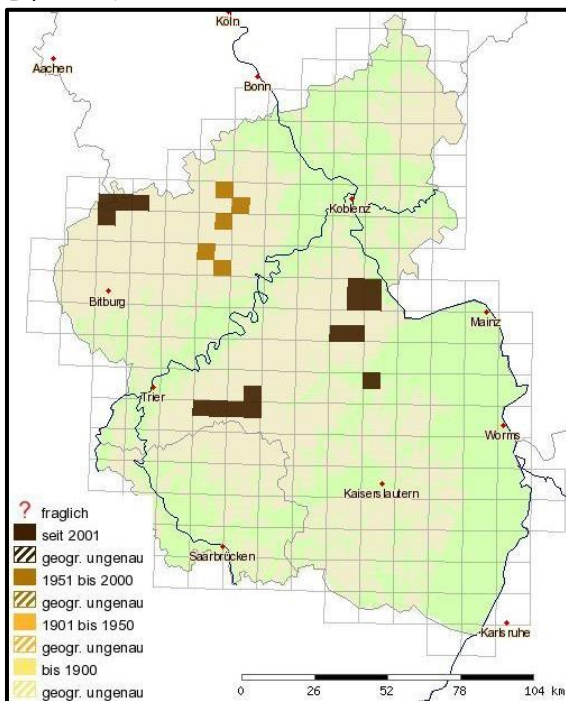 Köln
Aachen
Bonn
Koblenz
Bitburg
Mainz
Trier
Worms
Kaiserslautern
Saarbrücken
Karlsruhe
? fraglich
seit 2001
geogr. ungenau
1951 bis 2000
geogr. ungenau
1901 bis 1950
geogr. ungenau
bis 1900
geogr. ungenau
0 26 52 78 104 km